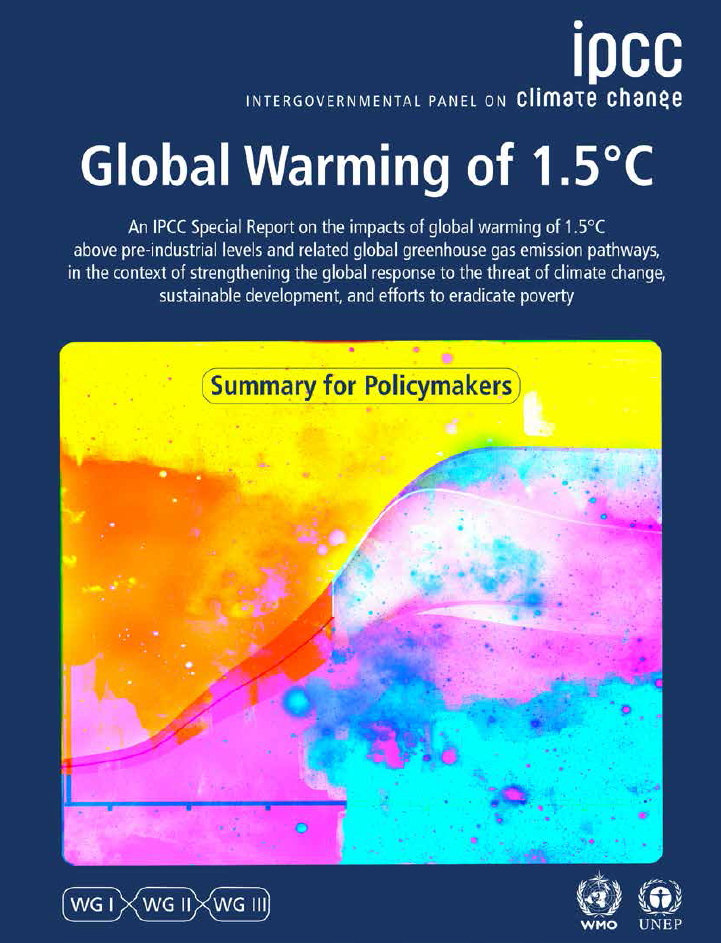 ipcc
INTERGOVERNMENTAL PANEL ON climate change
Global Warming of 1.5°C
An IPCC Special Report on the impacts of global warming of 1.5°C
above pre-industrial levels and related global greenhouse gas emission pathways,
in the context of strengthening the global response to the threat of climate change,
sustainable development, and efforts to eradicate poverty
Summary for Policymakers
WG I WG II WG III
WMO UNEP